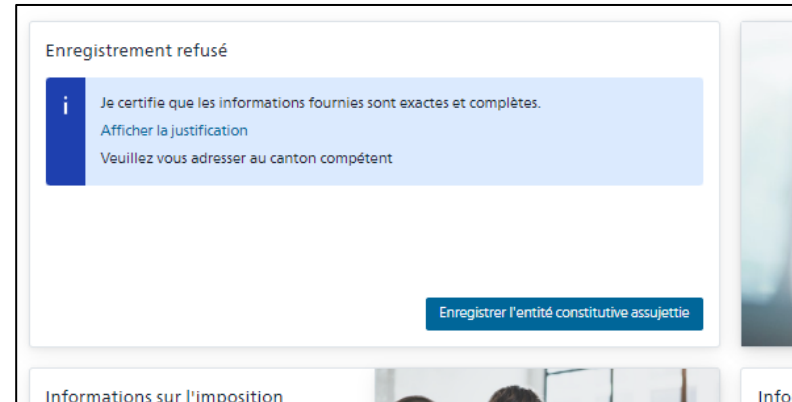 Enregistrement refusé
i
Je certifie que les informations fournies sont exactes et complètes.
Afficher la justification
Veuillez vous adresser au canton compétent
Enregistrer l'entité constitutive assujettie
Informations sur l'imposition
Info